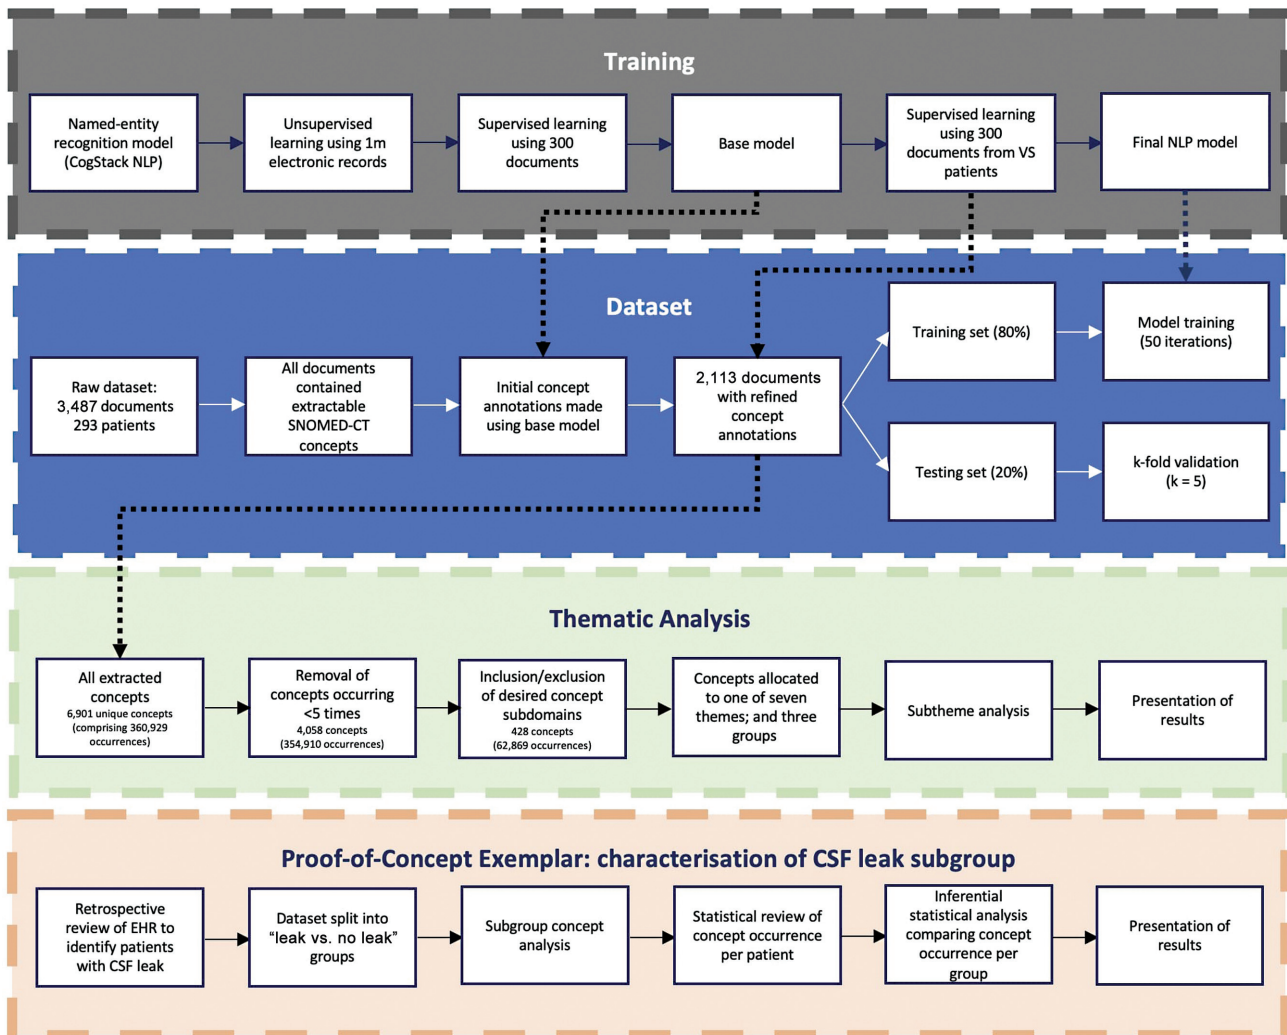 Training
Named-entity
recognition model
(CogStack NLP)
Unsupervised
learning using 1m
electronic records
Supervised learning
using 300
documents
Base model
Supervised
learning using 300
documents from VS
patients
Final NLP model
Dataset
Raw dataset:
3,487 documents
293 patients
All documents
contained
extractable
SNOMED-CT
concepts
Initial concept
annotations made
using base model
2,113 documents
with refined
concept
annotations
Training set (80%)
Model training
(50 iterations)
Testing set (20%)
k-fold validation
(k = 5)
Thematic Analysis
All extracted
concepts
6,901 unique concepts
(comprising 360,929
occurrences)
Removal of
concepts occurring
<5 times
4,058 concepts
(354,910 occurrences)
Inclusion/exclusion
of desired concept
subdomains
428 concepts
(62,869 occurrences)
Concepts allocated
to one of seven
themes; and three
groups
Subtheme analysis
Presentation of
results
Proof-of-Concept Exemplar: characterisation of CSF leak subgroup
Retrospective
review of EHR to
identify patients
with CSF leak
Dataset split into
“leak vs. no leak”
groups
Subgroup concept
analysis
Statistical review of
concept occurrence
per patient
Inferential
statistical analysis
comparing concept
occurrence per
group
Presentation of
results